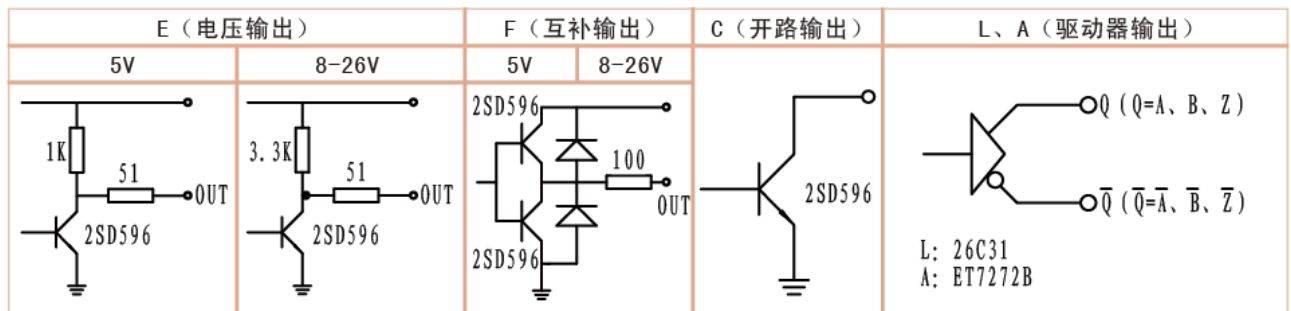 E（电压输出）
F（互补输出）
C（开路输出）
L、A（驱动器输出）
5V
8-26V
5V
8-26V
1K
51
OUT
2SD596
3.3K
51
OUT
2SD596
2SD596
100
OUT
2SD596
2SD596
Q（Q=A、B、Z）
Q̅（Q̅=A̅、B̅、Z̅）
L: 26C31
A: ET7272B